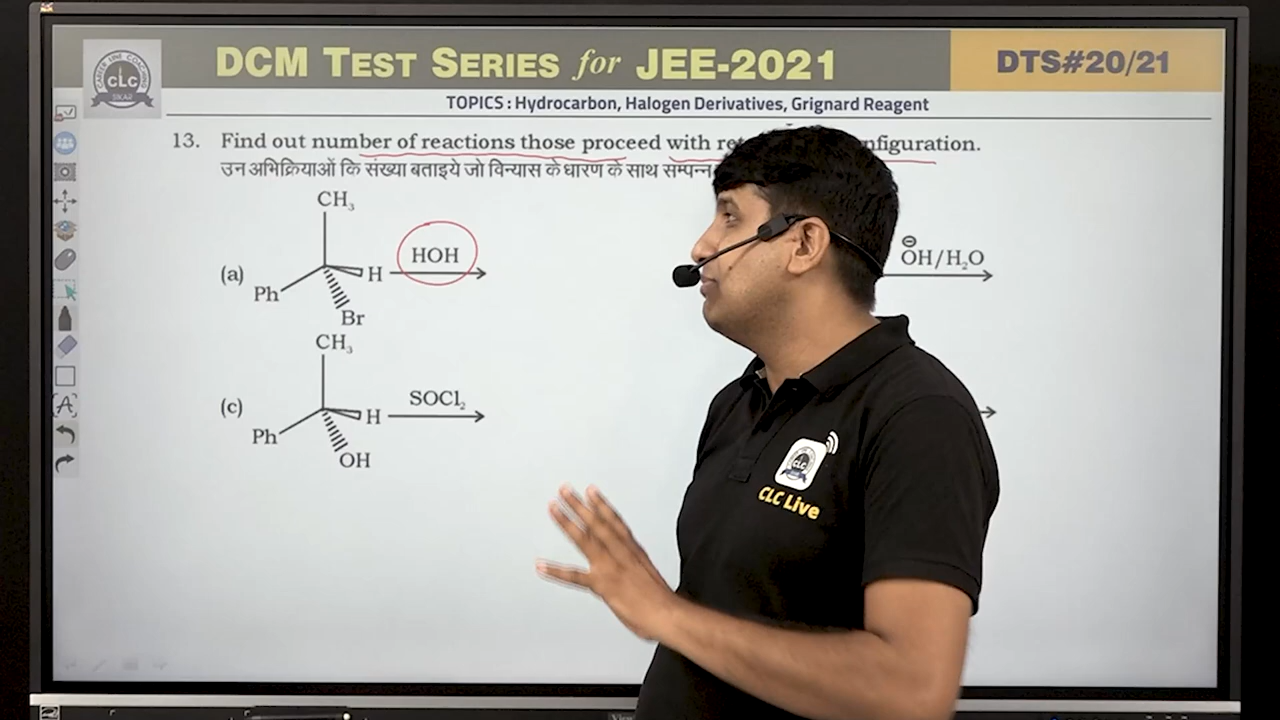 DCM TEST SERIES for JEE-2021
DTS#20/21
CLC
SIKAR
TOPICS : Hydrocarbon, Halogen Derivatives, Grignard Reagent
13. Find out number of reactions those proceed with
उन अभिक्रियाओं कि संख्या बताइये जो विन्यास के धारण के साथ सम्पन्न
CH₃
(a) Ph H Br HOH
⊖OH/H₂O
CH₃
(c) Ph H OH SOCl₂
CLC Live